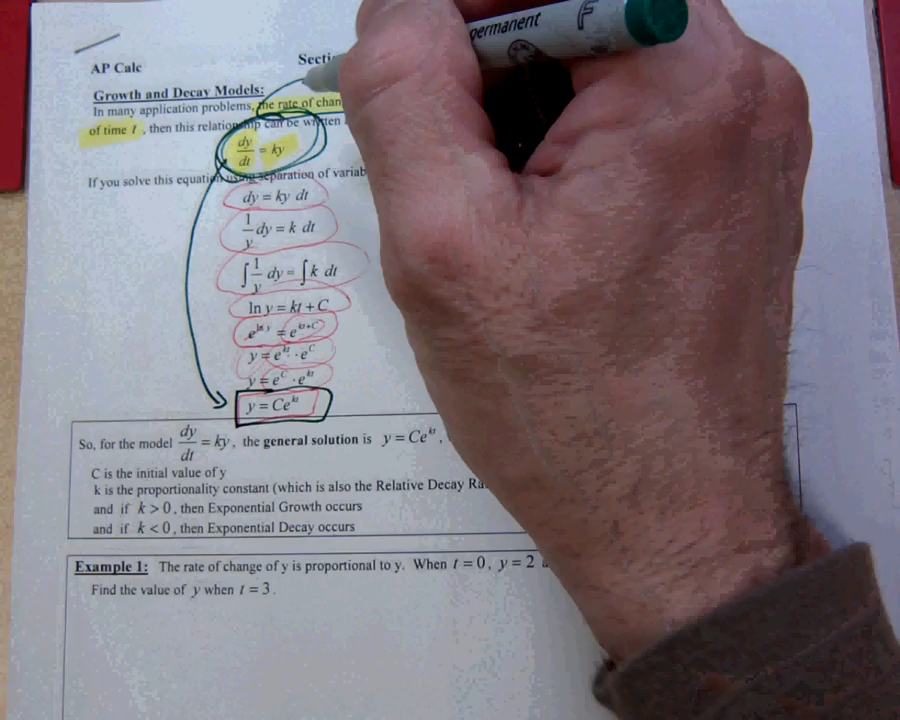 permanent F
AP Calc
Growth and Decay Models:
In many application problems, the rate of
of time t, then this relationship can be written
dy/dt = ky
If you solve this equation using separation of
dy = ky dt
1/y dy = k dt
∫ 1/y dy = ∫ k dt
ln y = kt + C
e^{ln y} = e^{kt+C}
y = e^{kt} · e^C
y = e^C · e^{kt}
y = Ce^{kt}
So, for the model dy/dt = ky, the general solution is y = Ce^{kt},
C is the initial value of y
k is the proportionality constant (which is also the Relative Decay
and if k > 0, then Exponential Growth occurs
and if k < 0, then Exponential Decay occurs
Example 1: The rate of change of y is proportional to y. When t = 0, y = 2
Find the value of y when t = 3.